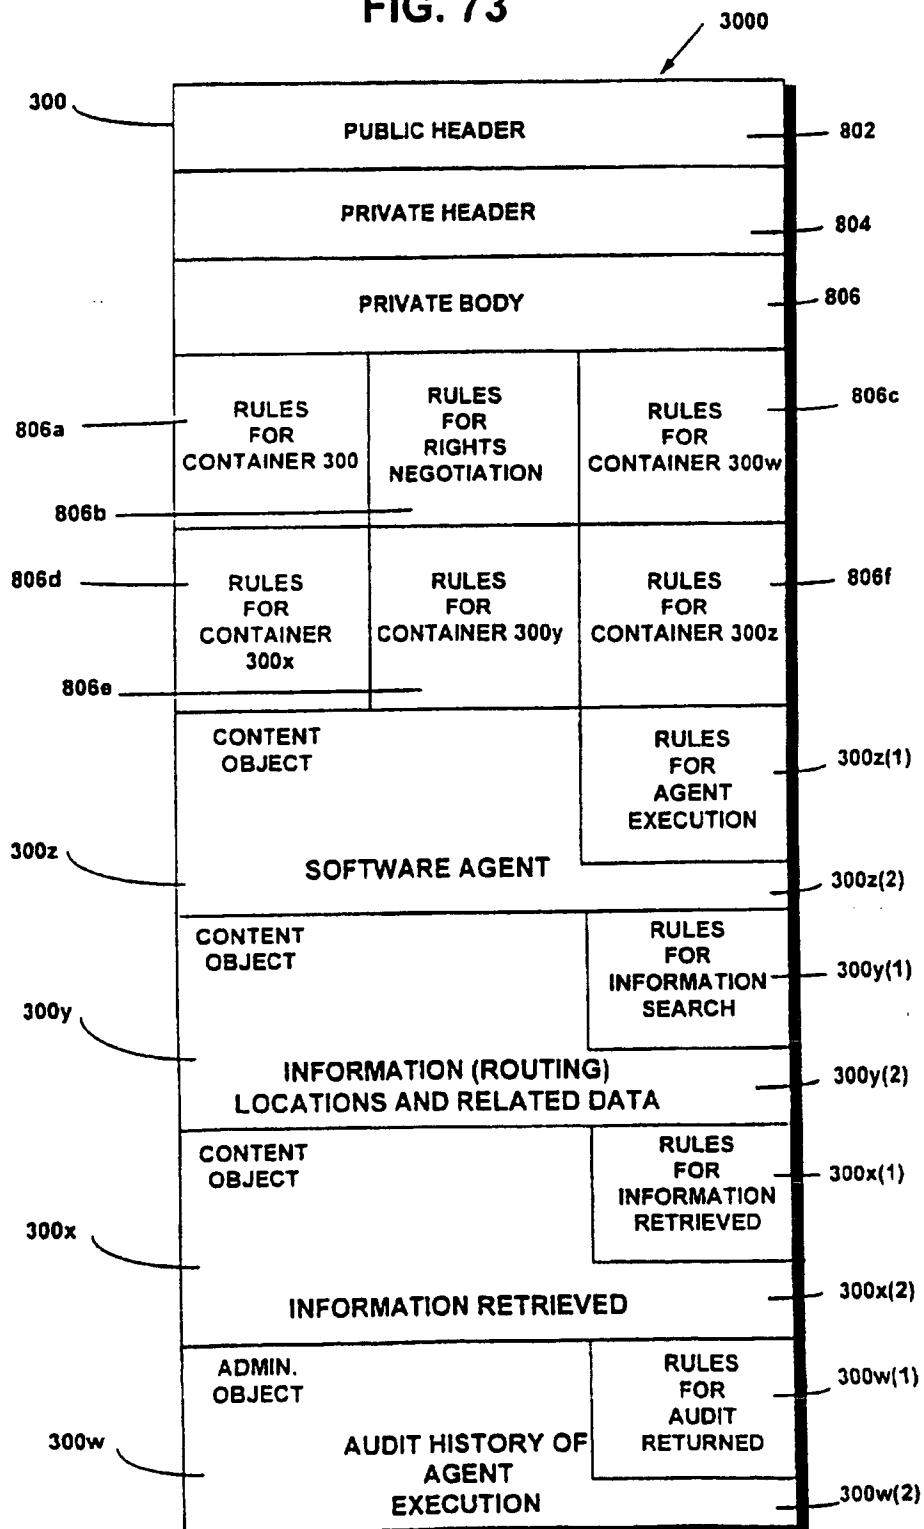 FIG. 73
3000
300
PUBLIC HEADER
802
PRIVATE HEADER
804
PRIVATE BODY
806
806a
RULES
FOR
CONTAINER 300
RULES
FOR
RIGHTS
NEGOTIATION
RULES
FOR
CONTAINER 300w
806c
806b
806d
RULES
FOR
CONTAINER
300x
RULES
FOR
CONTAINER 300y
RULES
FOR
CONTAINER 300z
806f
806e
CONTENT
OBJECT
RULES
FOR
AGENT
EXECUTION
300z(1)
300z
SOFTWARE AGENT
300z(2)
CONTENT
OBJECT
RULES
FOR
INFORMATION
SEARCH
300y(1)
300y
INFORMATION (ROUTING)
LOCATIONS AND RELATED DATA
300y(2)
CONTENT
OBJECT
RULES
FOR
INFORMATION
RETRIEVED
300x(1)
300x
INFORMATION RETRIEVED
300x(2)
ADMIN.
OBJECT
RULES
FOR
AUDIT
RETURNED
300w(1)
300w
AUDIT HISTORY OF
AGENT
EXECUTION
300w(2)